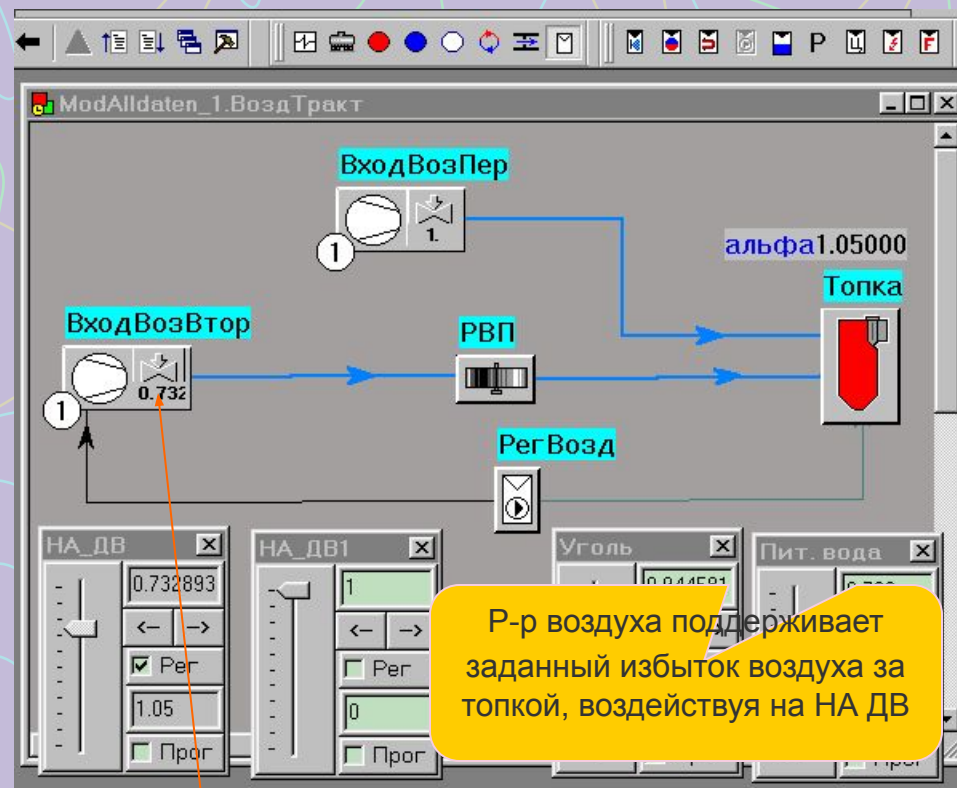 P
ModAlldaten_1.ВоздТракт
ВходВозПер
1.
1
альфа1.05000
Топка
ВходВозВтор
РВП
0.732
1
РегВозд
НА_ДВ
0.732893
<– –>
Рег
1.05
Прог
НА_ДВ1
1
<– –>
Рег
0
Прог
Уголь
Пит.вода
Р-р воздуха поддерживает
заданный избыток воздуха за
топкой, воздействуя на НА ДВ